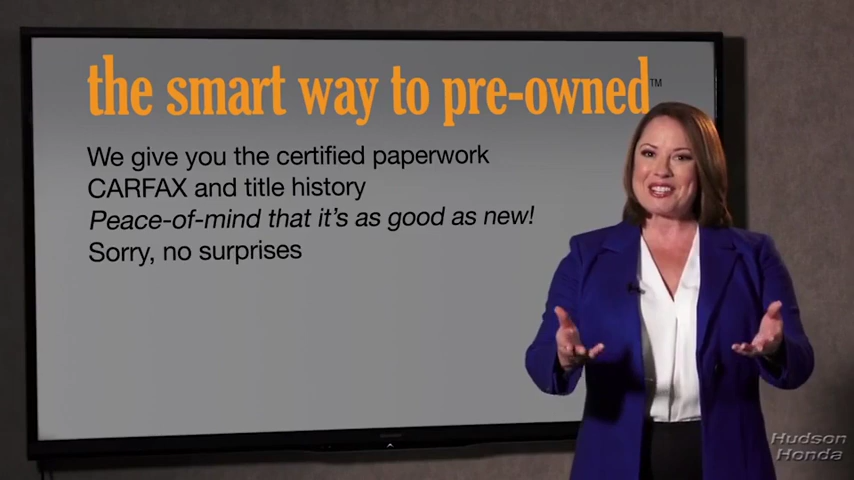 the smart way to pre-owned™
We give you the certified paperwork
CARFAX and title history
Peace-of-mind that it's as good as new!
Sorry, no surprises
Hudson
Honda